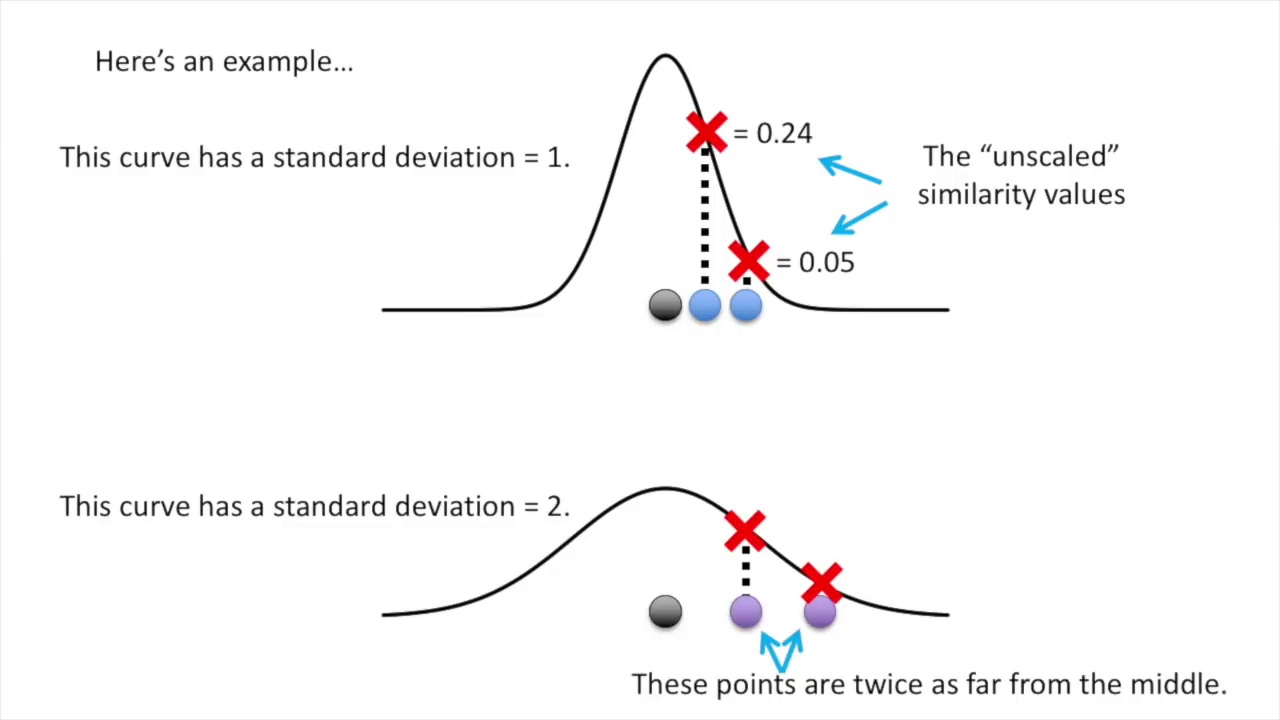 Here’s an example...
This curve has a standard deviation = 1.
= 0.24
= 0.05
The “unscaled”
similarity values
This curve has a standard deviation = 2.
These points are twice as far from the middle.